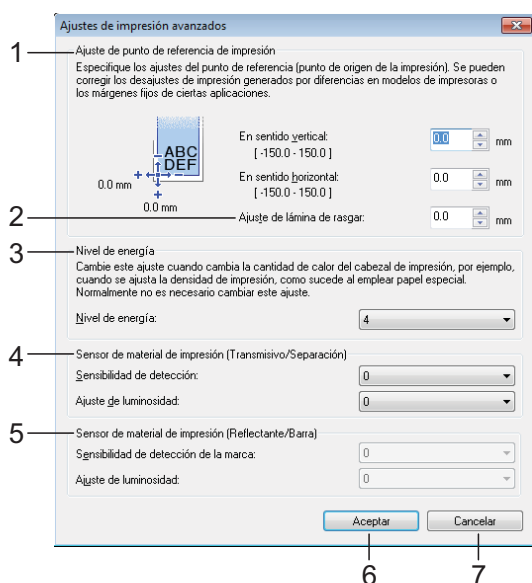 Ajustes de impresión avanzados
1
Ajuste de punto de referencia de impresión
Especifique los ajustes del punto de referencia (punto de origen de la impresión). Se pueden
corregir los desajustes de impresión generados por diferencias en modelos de impresoras o
los márgenes fijos de ciertas aplicaciones.
ABC
DEF
0.0 mm
0.0 mm
En sentido vertical:
[ -150.0 - 150.0 ]
0.0 mm
En sentido horizontal:
[ -150.0 - 150.0 ]
0.0 mm
2
Ajuste de lámina de rasgar:
0.0 mm
3
Nivel de energía
Cambie este ajuste cuando cambia la cantidad de calor del cabezal de impresión, por ejemplo,
cuando se ajusta la densidad de impresión, como sucede al emplear papel especial.
Normalmente no es necesario cambiar este ajuste.
Nivel de energía:
4
4
Sensor de material de impresión (Transmisivo/Separación)
Sensibilidad de detección:
0
Ajuste de luminosidad:
0
5
Sensor de material de impresión (Reflectante/Barra)
Sensibilidad de detección de la marca:
0
Ajuste de luminosidad:
0
Aceptar
Cancelar
6
7